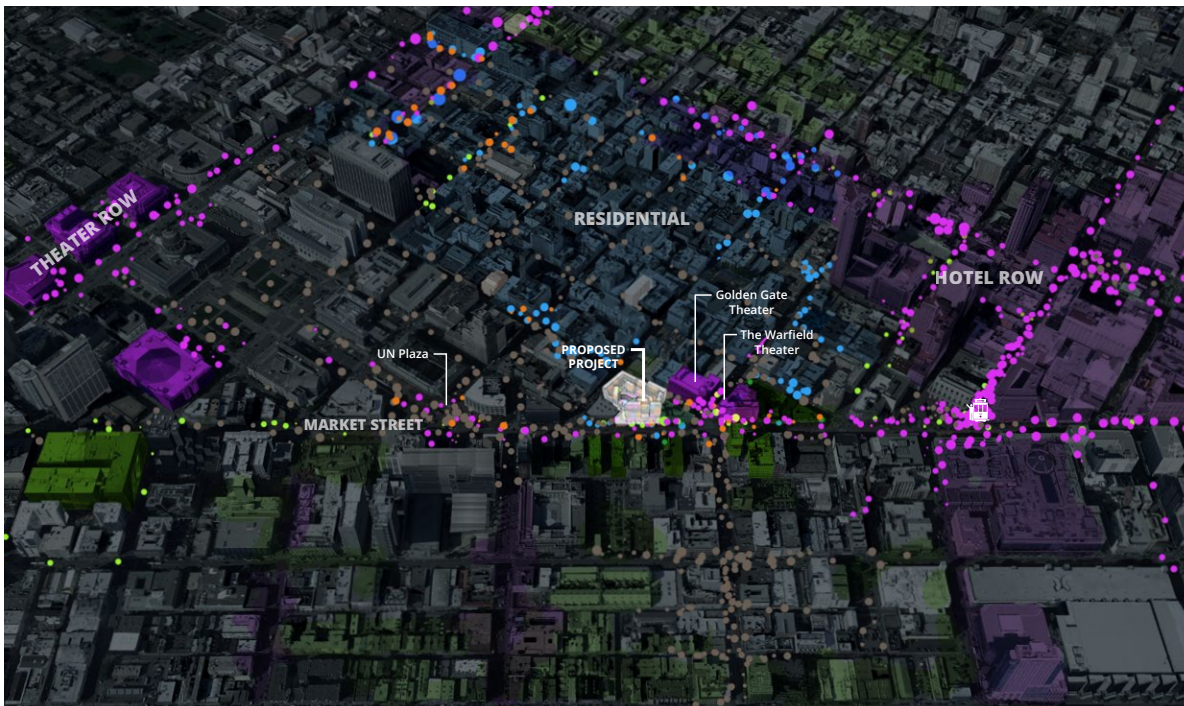 THEATER ROW
RESIDENTIAL
HOTEL ROW
Golden Gate
Theater
The Warfield
Theater
UN Plaza
PROPOSED
PROJECT
MARKET STREET